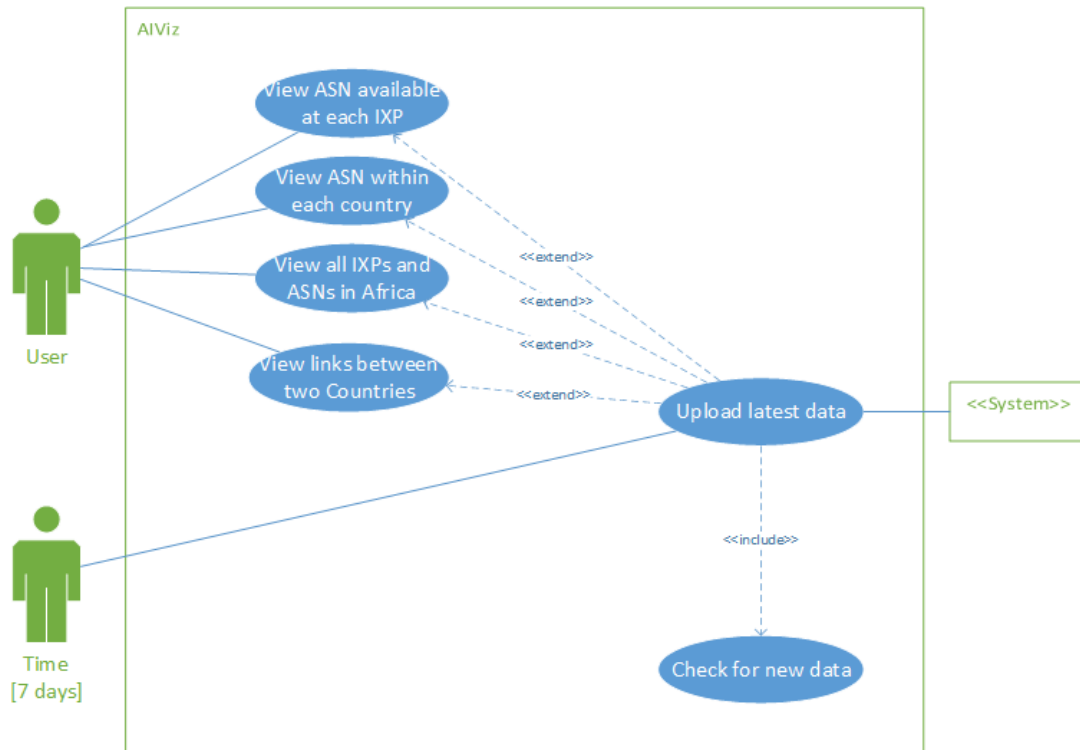 AIViz
View ASN available
at each IXP
View ASN within
each country
<<extend>>
View all IXPs and
ASNs in Africa
<<extend>>
<<extend>>
User
View links between
two Countries
<<extend>>
Upload latest data
<<System>>
<<include>>
Time
[7 days]
Check for new data